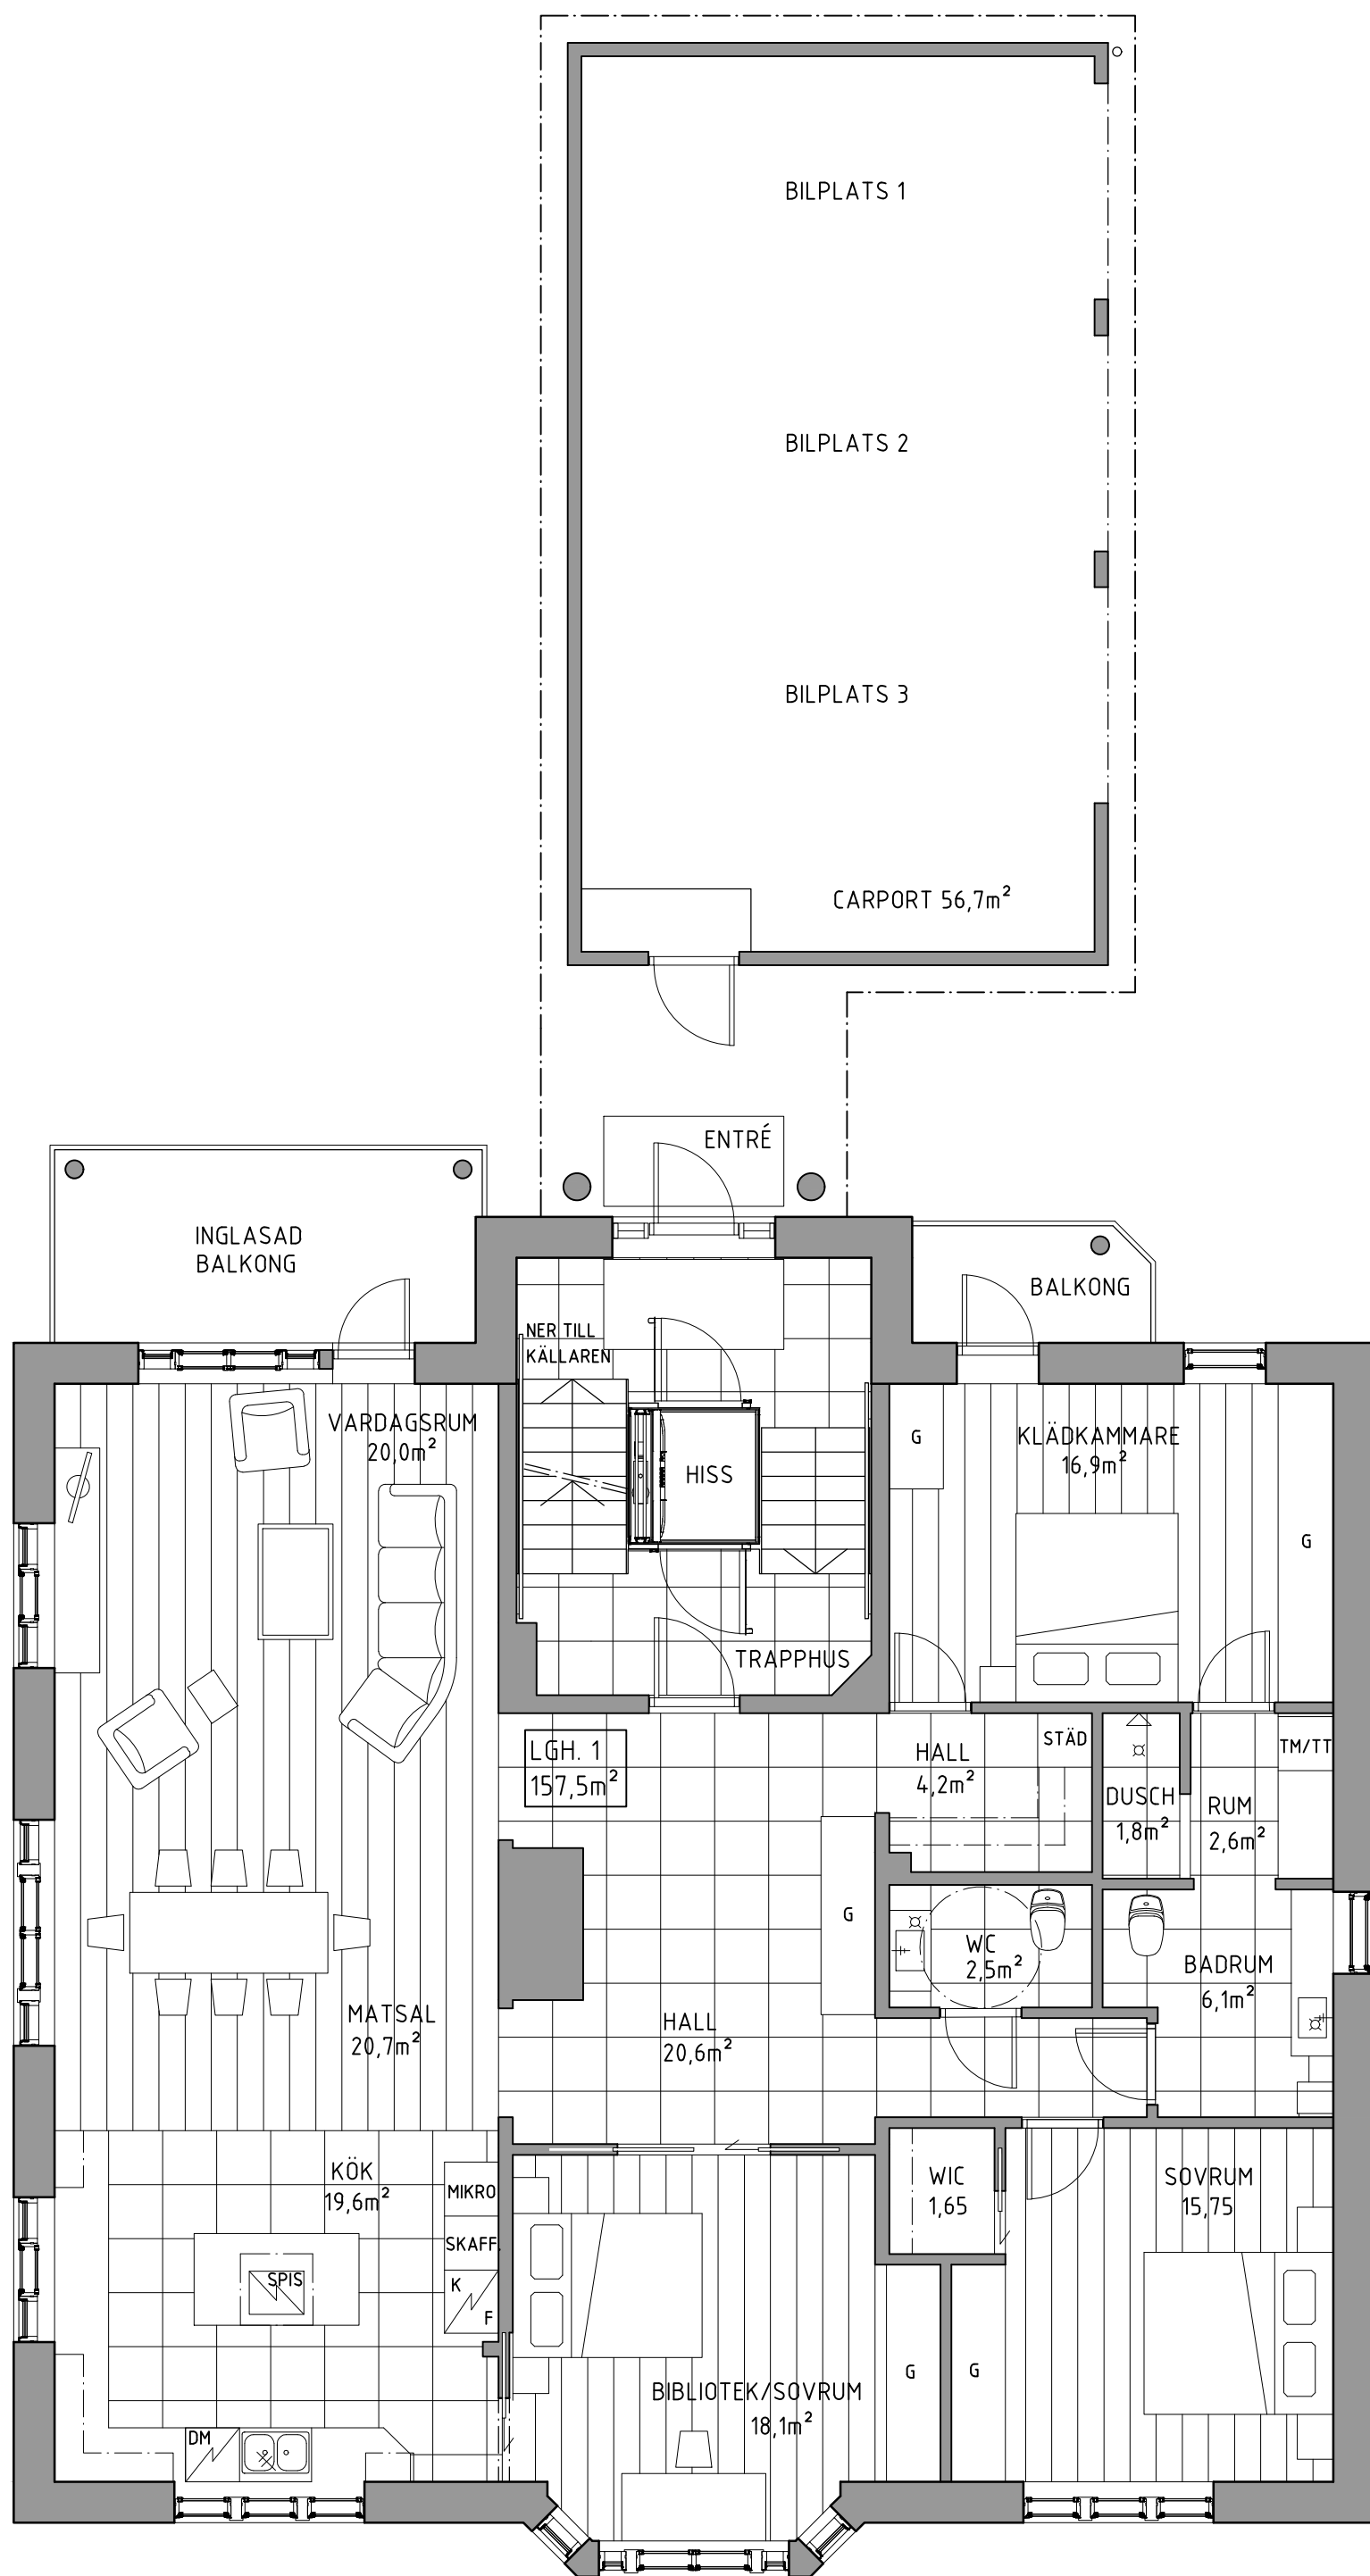 BILPLATS 1
BILPLATS 2
BILPLATS 3
CARPORT 56,7m²
ENTRÉ
INGLASAD
BALKONG
BALKONG
NER TILL
KÄLLAREN
VARDAGSRUM
20,0m²
HISS
G
KLÄDKAMMARE
16,9m²
G
TRAPPHUS
LGH. 1
157,5m²
HALL
4,2m²
STÄD
DUSCH
1,8m²
RUM
2,6m²
TM/TT
G
WC
2,5m²
BADRUM
6,1m²
MATSAL
20,7m²
HALL
20,6m²
KÖK
19,6m²
MIKRO
SKAFF.
SPIS
K
F
WIC
1,65
SOVRUM
15,75
BIBLIOTEK/SOVRUM
18,1m²
G
G
DM